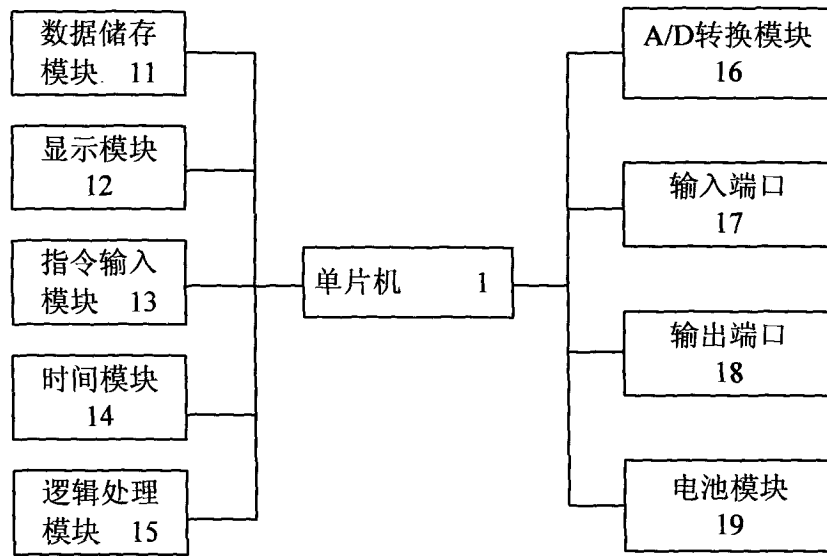 数据储存
模块 11
显示模块
12
指令输入
模块 13
时间模块
14
逻辑处理
模块 15
单片机 1
A/D转换模块
16
输入端口
17
输出端口
18
电池模块
19